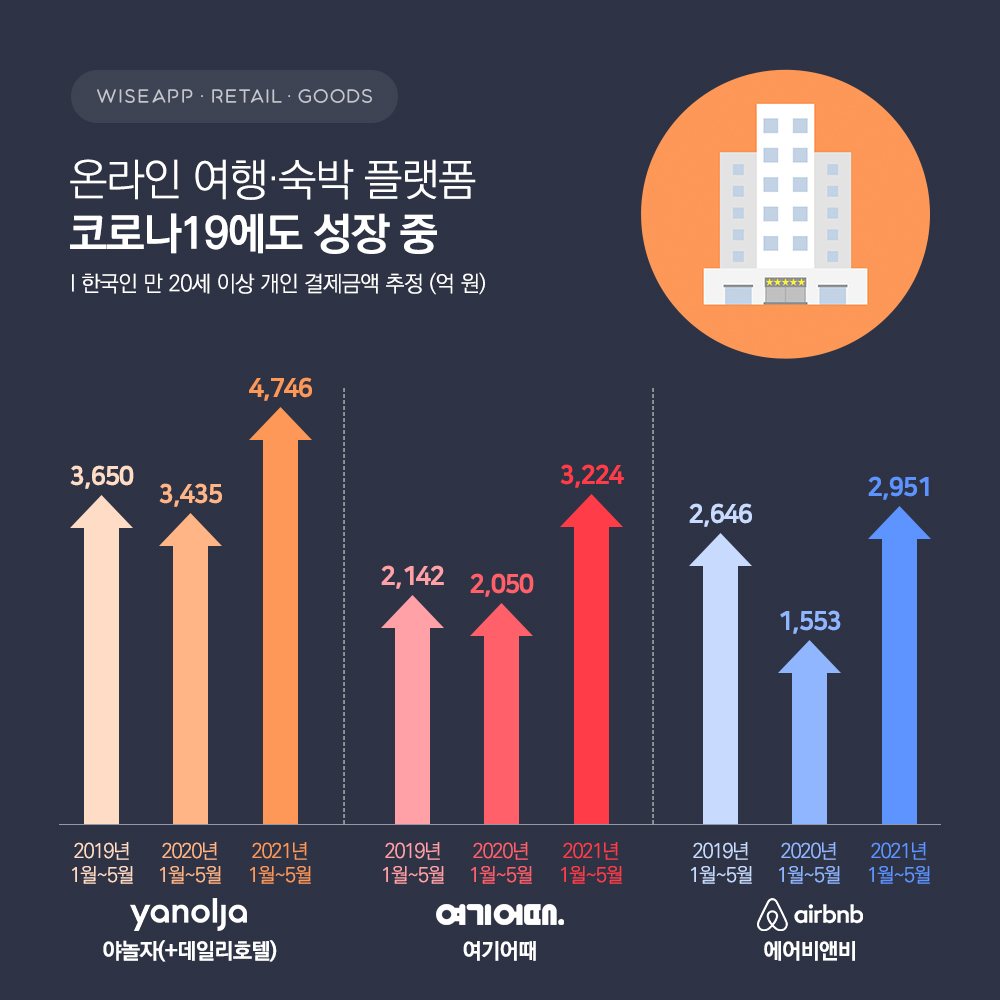 WISEAPP · RETAIL · GOODS
온라인 여행·숙박 플랫폼
코로나19에도 성장 중
| 한국인 만 20세 이상 개인 결제금액 추정 (억 원)
3,650
3,435
4,746
2,142
2,050
3,224
2,646
1,553
2,951
2019년 2020년 2021년 2019년 2020년 2021년 2019년 2020년 2021년
1월~5월 1월~5월 1월~5월 1월~5월 1월~5월 1월~5월 1월~5월 1월~5월 1월~5월
yanolja 여기어때. airbnb
야놀자(+데일리호텔) 여기어때 에어비앤비